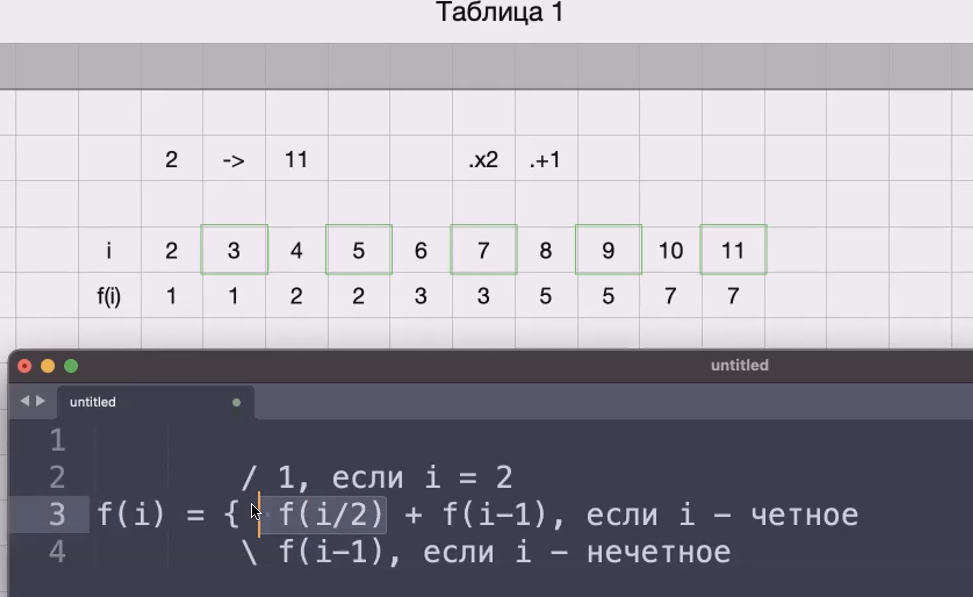 Таблица 1
2 -> 11 .x2 .+1
i 2 3 4 5 6 7 8 9 10 11
f(i) 1 1 2 2 3 3 5 5 7 7
untitled
untitled
1
2 / 1, если i = 2
3 f(i) = { f(i/2) + f(i-1), если i - четное
4 \ f(i-1), если i - нечетное